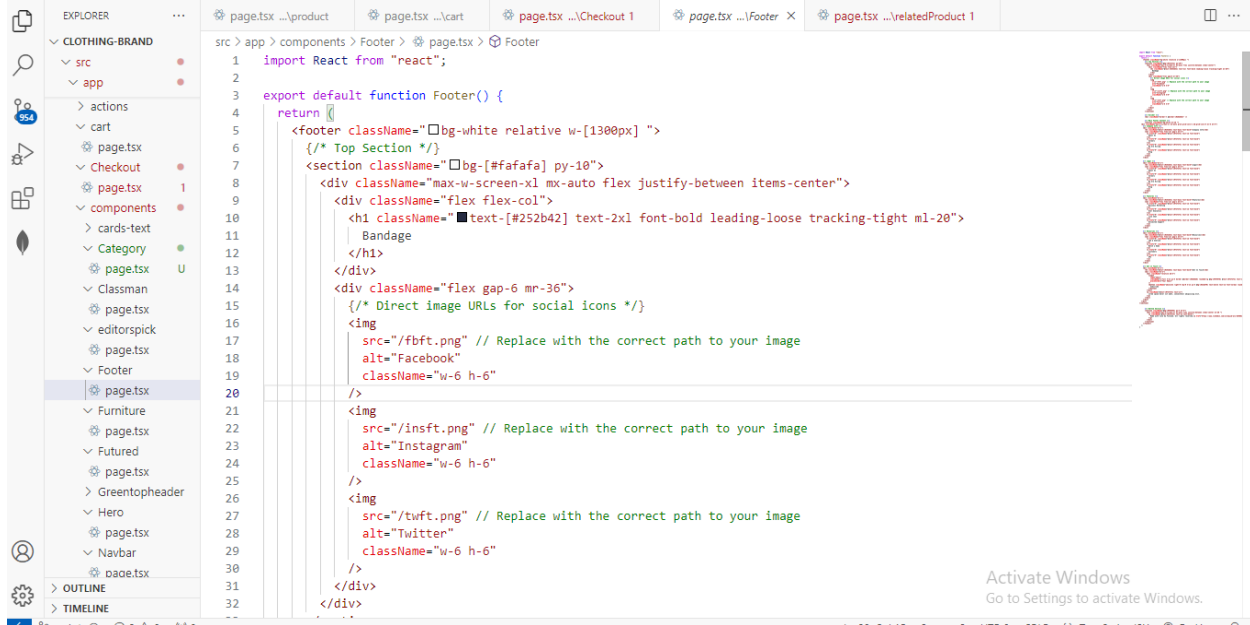 EXPLORER
CLOTHING-BRAND
src
app
actions
cart
page.tsx
Checkout
page.tsx 1
components
cards-text
Category
page.tsx U
Classman
page.tsx
editorspick
page.tsx
Footer
page.tsx
Furniture
page.tsx
Futured
page.tsx
Greentopheader
Hero
page.tsx
Navbar
page.tsx
OUTLINE
TIMELINE
954
page.tsx ...\product
page.tsx ...\cart
page.tsx ...\Checkout 1
page.tsx ...\Footer
page.tsx ...\relatedProduct 1
src > app > components > Footer > page.tsx > Footer
1 import React from "react";
2
3 export default function Footer() {
4 return (
5 <footer className="bg-white relative w-[1300px] ">
6 {/* Top Section */}
7 <section className="bg-[#fafafa] py-10">
8 <div className="max-w-screen-xl mx-auto flex justify-between items-center">
9 <div className="flex flex-col">
10 <h1 className="text-[#252b42] text-2xl font-bold leading-loose tracking-tight ml-20">
11 Bandage
12 </h1>
13 </div>
14 <div className="flex gap-6 mr-36">
15 {/* Direct image URLs for social icons */}
16 <img
17 src="/fbft.png" // Replace with the correct path to your image
18 alt="Facebook"
19 className="w-6 h-6"
20 />
21 <img
22 src="/insft.png" // Replace with the correct path to your image
23 alt="Instagram"
24 className="w-6 h-6"
25 />
26 <img
27 src="/twft.png" // Replace with the correct path to your image
28 alt="Twitter"
29 className="w-6 h-6"
30 />
31 </div>
32 </div>
Activate Windows
Go to Settings to activate Windows.